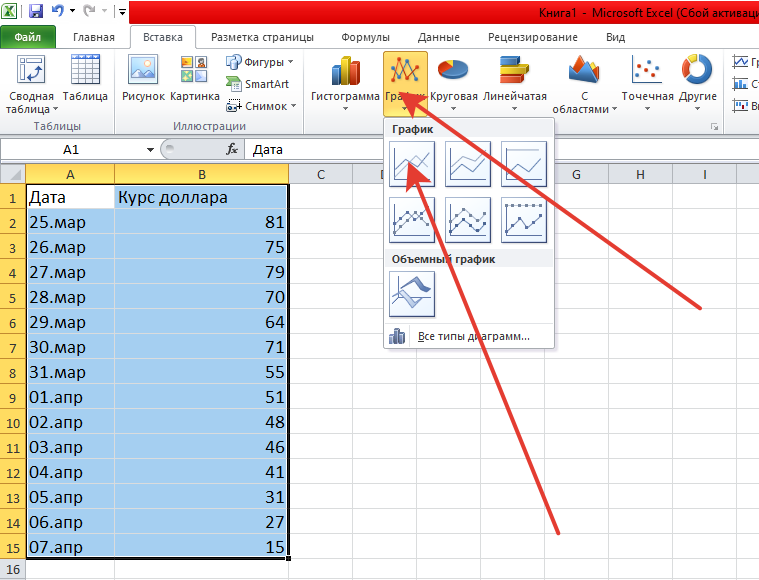 Книга1 - Microsoft Excel (Сбой активаци
Файл Главная Вставка Разметка страницы Формулы Данные Рецензирование Вид
Сводная таблица Таблица Рисунок Картинка Фигуры SmartArt Снимок Гистограмма График Круговая Линейчатая С областями Точечная Другие
Таблицы Иллюстрации
A1 fx Дата
График
Объемный график
Все типы диаграмм...
A B C D G H I
1 Дата Курс доллара
2 25.мар 81
3 26.мар 75
4 27.мар 79
5 28.мар 70
6 29.мар 64
7 30.мар 71
8 31.мар 55
9 01.апр 51
10 02.апр 48
11 03.апр 46
12 04.апр 41
13 05.апр 31
14 06.апр 27
15 07.апр 15
16